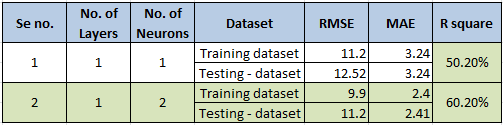 Se no. No. of Layers No. of Neurons Dataset RMSE MAE R square
1 1 1 Training dataset 11.2 3.24 50.20%
Testing - dataset 12.52 3.24
2 1 2 Training dataset 9.9 2.4 60.20%
Testing - dataset 11.2 2.41